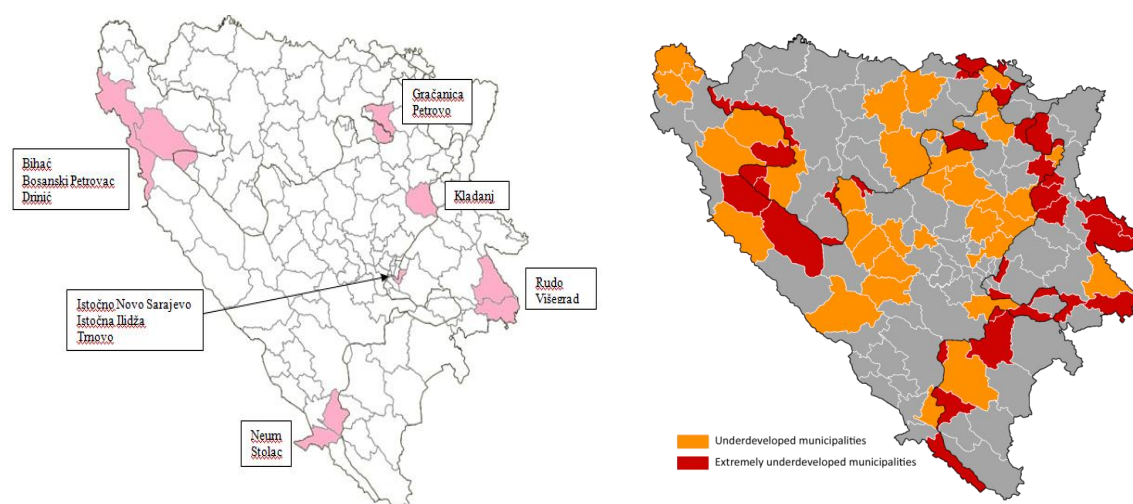 Gračanica
Petrovo
Bihać
Bosanski Petrovac
Drinić
Kladanj
Rudo
Višegrad
Istočno Novo Sarajevo
Istočna Ilidža
Trnovo
Neum
Stolac
Underdeveloped municipalities
Extremely underdeveloped municipalities